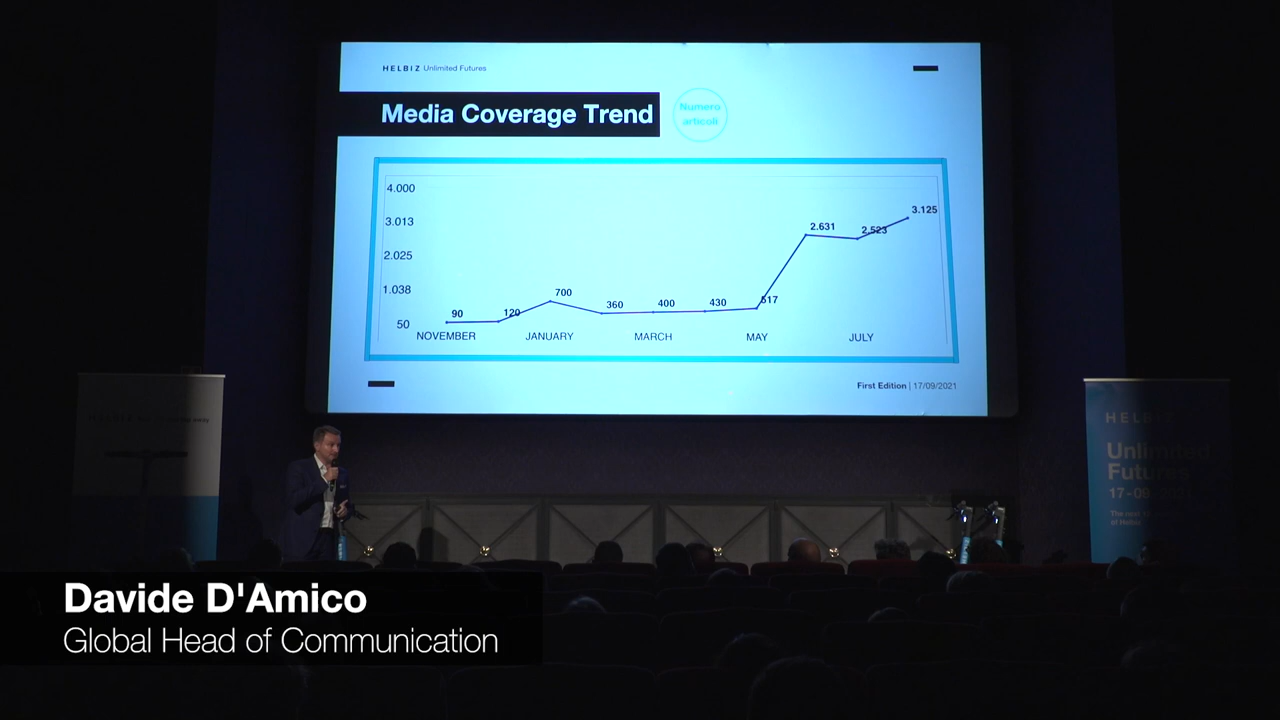 HELBIZ Unlimited Futures
Media Coverage Trend
Numero
articoli
4.000
3.013
2.025
1.038
50
90
120
700
360
400
430
517
2.631
2.523
3.125
NOVEMBER
JANUARY
MARCH
MAY
JULY
First Edition | 17/09/2021
HELBIZ
Unlimited
Futures
17-09
Davide D'Amico
Global Head of Communication